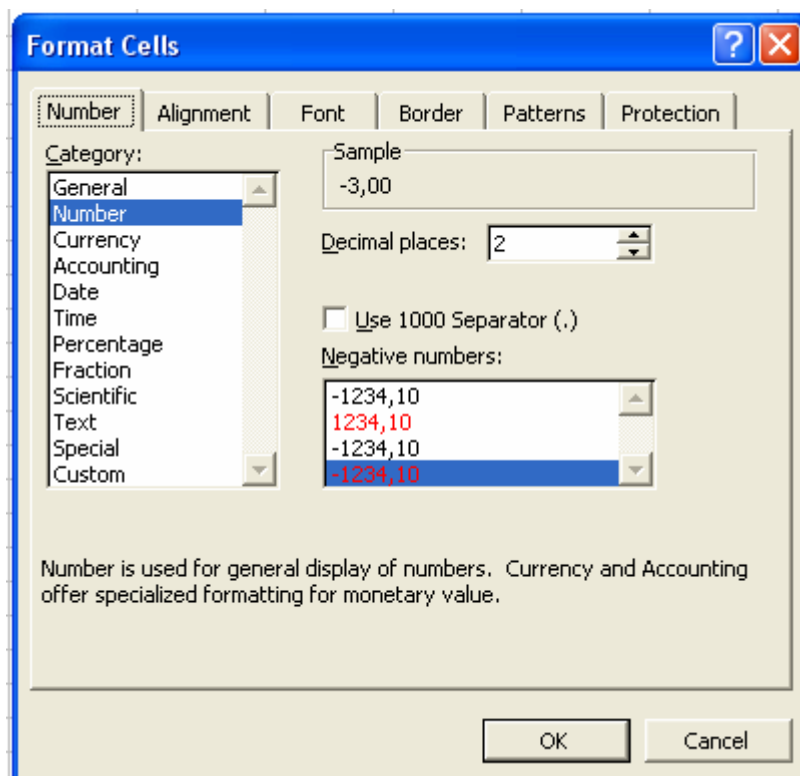 Format Cells
?
Number Alignment Font Border Patterns Protection
Category:
General
Number
Currency
Accounting
Date
Time
Percentage
Fraction
Scientific
Text
Special
Custom
Sample
-3,00
Decimal places: 2
Use 1000 Separator (.)
Negative numbers:
-1234,10
1234,10
-1234,10
-1234,10
Number is used for general display of numbers. Currency and Accounting
offer specialized formatting for monetary value.
OK Cancel